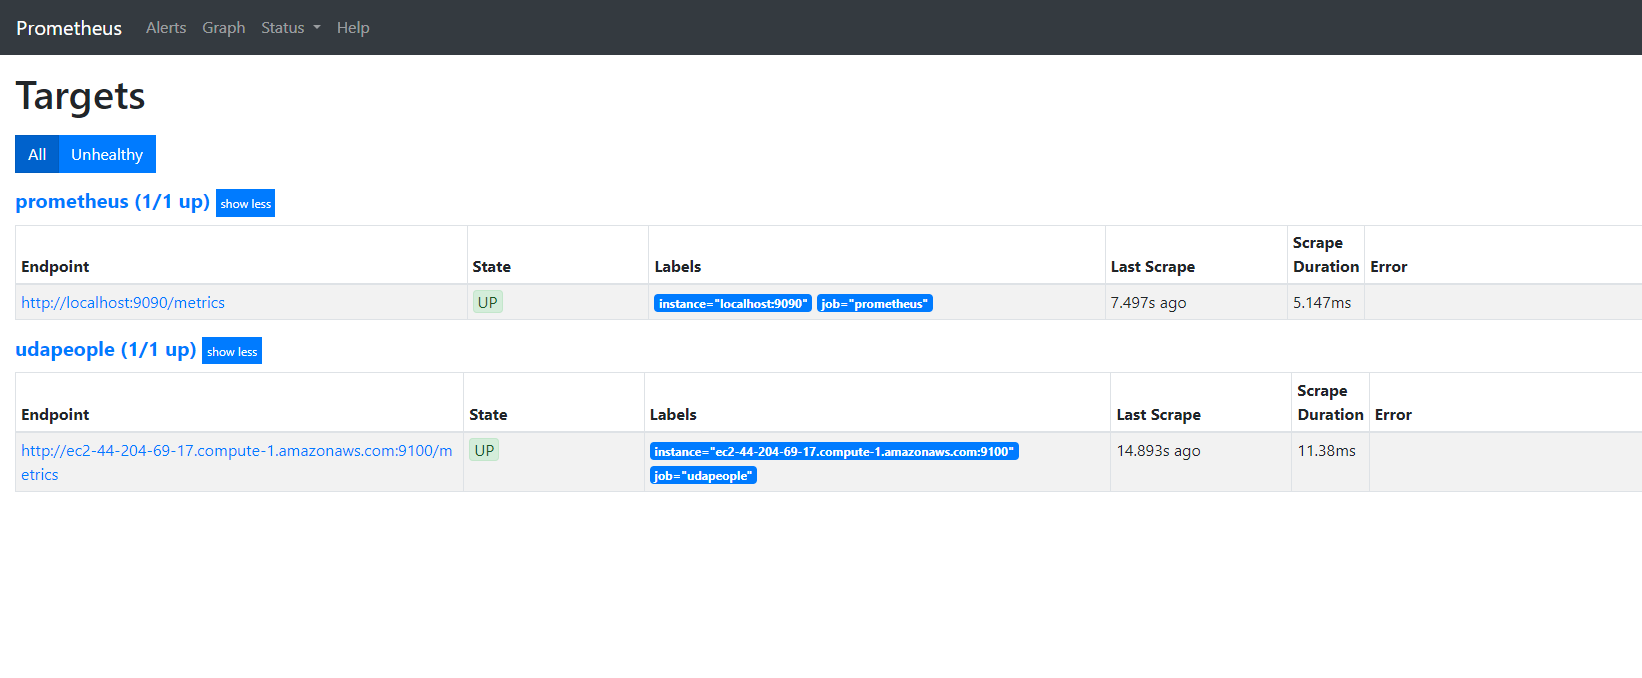 Prometheus Alerts Graph Status Help
Targets
All Unhealthy
prometheus (1/1 up) show less
Endpoint State Labels Last Scrape Scrape Duration Error
http://localhost:9090/metrics UP instance="localhost:9090" job="prometheus" 7.497s ago 5.147ms
udapeople (1/1 up) show less
Endpoint State Labels Last Scrape Scrape Duration Error
http://ec2-44-204-69-17.compute-1.amazonaws.com:9100/m UP instance="ec2-44-204-69-17.compute-1.amazonaws.com:9100" 14.893s ago 11.38ms
etrics job="udapeople"